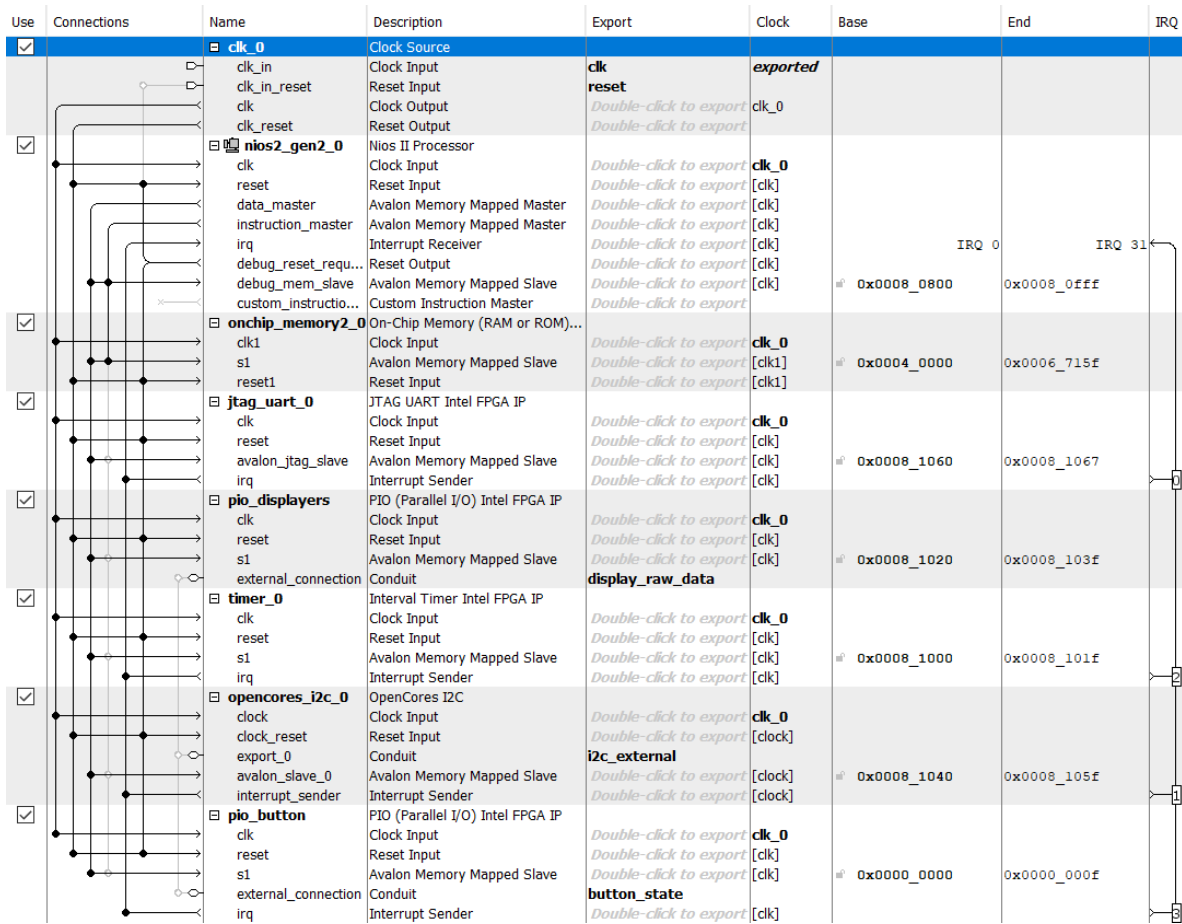 Use Connections Name Description Export Clock Base End IRQ
clk_0 Clock Source
clk_in Clock Input clk exported
clk_in_reset Reset Input reset
clk Clock Output Double-click to export clk_0
clk_reset Reset Output Double-click to export
nios2_gen2_0 Nios II Processor
clk Clock Input Double-click to export clk_0
reset Reset Input Double-click to export [clk]
data_master Avalon Memory Mapped Master Double-click to export [clk]
instruction_master Avalon Memory Mapped Master Double-click to export [clk]
irq Interrupt Receiver Double-click to export [clk] IRQ 0 IRQ 31
debug_reset_requ... Reset Output Double-click to export [clk]
debug_mem_slave Avalon Memory Mapped Slave Double-click to export [clk] 0x0008_0800 0x0008_0fff
custom_instructio... Custom Instruction Master Double-click to export
onchip_memory2_0 On-Chip Memory (RAM or ROM)...
clk1 Clock Input Double-click to export clk_0
s1 Avalon Memory Mapped Slave Double-click to export [clk1] 0x0004_0000 0x0006_715f
reset1 Reset Input Double-click to export [clk1]
jtag_uart_0 JTAG UART Intel FPGA IP
clk Clock Input Double-click to export clk_0
reset Reset Input Double-click to export [clk]
avalon_jtag_slave Avalon Memory Mapped Slave Double-click to export [clk] 0x0008_1060 0x0008_1067
irq Interrupt Sender Double-click to export [clk] 0
pio_displayers PIO (Parallel I/O) Intel FPGA IP
clk Clock Input Double-click to export clk_0
reset Reset Input Double-click to export [clk]
s1 Avalon Memory Mapped Slave Double-click to export [clk] 0x0008_1020 0x0008_103f
external_connection Conduit display_raw_data
timer_0 Interval Timer Intel FPGA IP
clk Clock Input Double-click to export clk_0
reset Reset Input Double-click to export [clk]
s1 Avalon Memory Mapped Slave Double-click to export [clk] 0x0008_1000 0x0008_101f
irq Interrupt Sender Double-click to export [clk] 2
opencores_i2c_0 OpenCores I2C
clock Clock Input Double-click to export clk_0
clock_reset Reset Input Double-click to export [clock]
export_0 Conduit i2c_external
avalon_slave_0 Avalon Memory Mapped Slave Double-click to export [clock] 0x0008_1040 0x0008_105f
interrupt_sender Interrupt Sender Double-click to export [clock] 1
pio_button PIO (Parallel I/O) Intel FPGA IP
clk Clock Input Double-click to export clk_0
reset Reset Input Double-click to export [clk]
s1 Avalon Memory Mapped Slave Double-click to export [clk] 0x0000_0000 0x0000_000f
external_connection Conduit button_state
irq Interrupt Sender Double-click to export [clk] 3